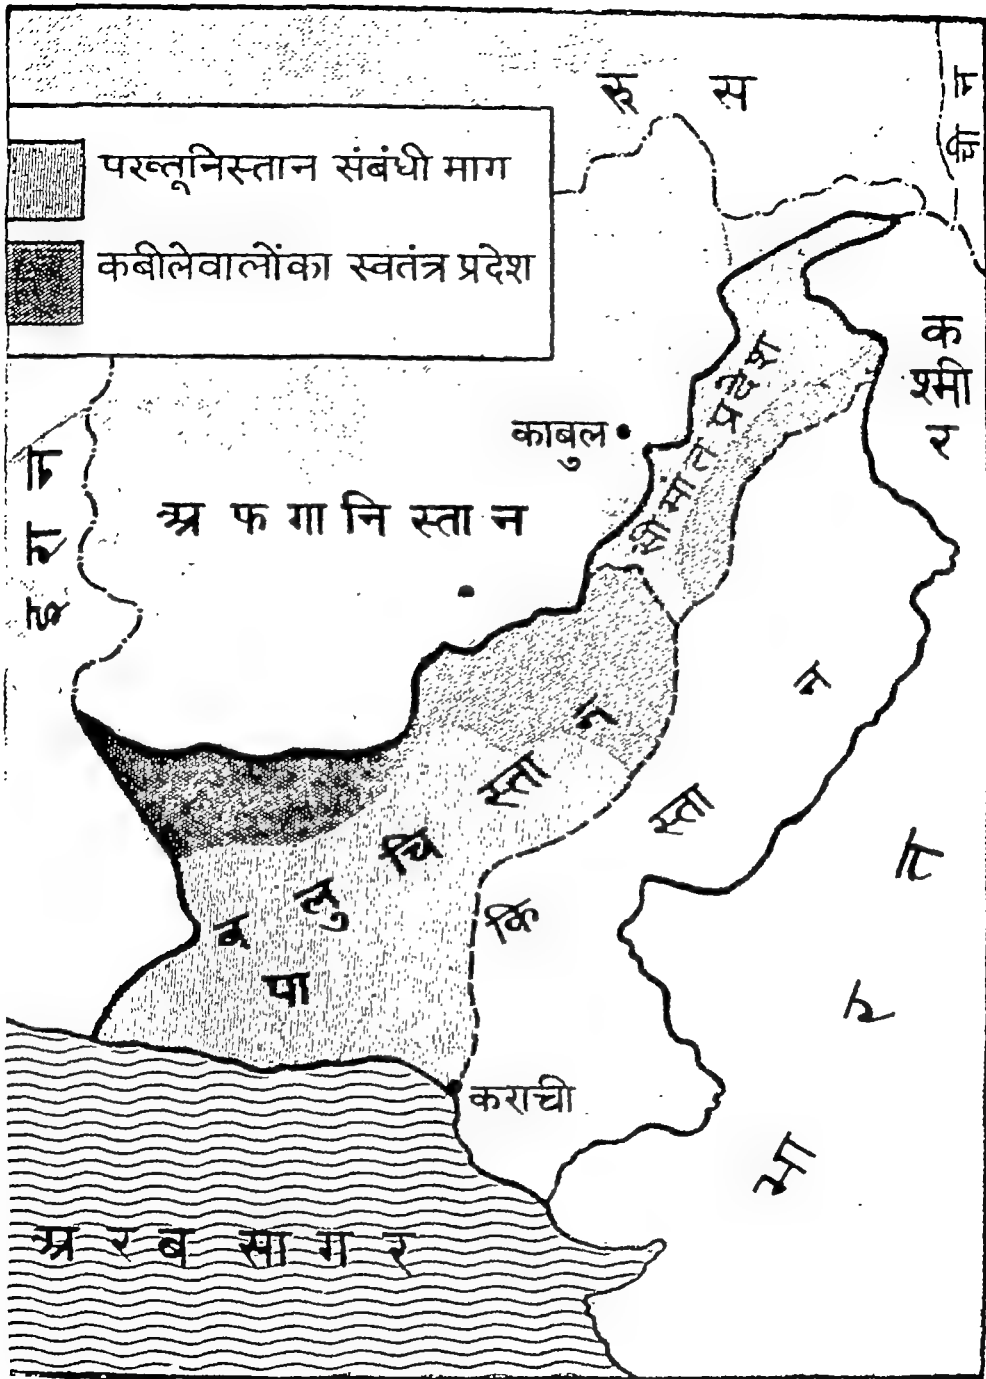 रू स
चीन
पख्तूनिस्तान संबंधी माग
कबीलेवालोंका स्वतंत्र प्रदेश
कश्मीर
सीमांत प्रदेश
काबुल
अफगानिस्तान
ईरान
बलुचिस्तान
पाकिस्तान
भारत
कराची
अरब सागर